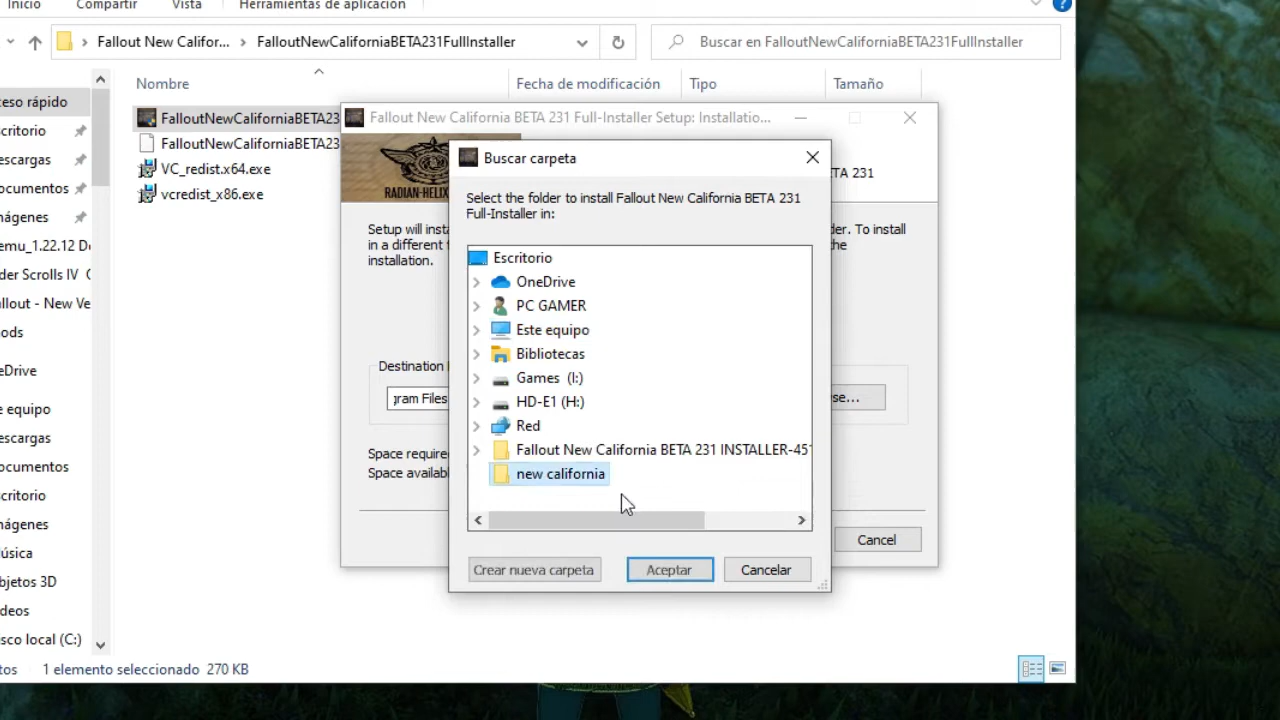 Inicio Compartir Vista Herramientas de aplicación
Fallout New Califor... FalloutNewCaliforniaBETA231FullInstaller Buscar en FalloutNewCaliforniaBETA231FullInstaller
Nombre Fecha de modificación Tipo Tamaño
eso rápido
critorio
escargas
ocumentos
nágenes
emu_1.22.12 De
der Scrolls IV C
llout - New Ve
ods
eDrive
e equipo
escargas
ocumentos
scritorio
ágenes
úsica
bjetos 3D
deos
sco local (C:)
FalloutNewCaliforniaBETA23
FalloutNewCaliforniaBETA23
VC_redist.x64.exe
vcredist_x86.exe
Fallout New California BETA 231 Full-Installer Setup: Installatio...
RADIAN-HELIX
TA 231
Setup will insta
in a different f
installation.
der. To install
the
Destination
gram Files
se...
Space require
Space availab
Cancel
Buscar carpeta
Select the folder to install Fallout New California BETA 231
Full-Installer in:
Escritorio
OneDrive
PC GAMER
Este equipo
Bibliotecas
Games (I:)
HD-E1 (H:)
Red
Fallout New California BETA 231 INSTALLER-451
new california
Crear nueva carpeta Aceptar Cancelar
tos 1 elemento seleccionado 270 KB